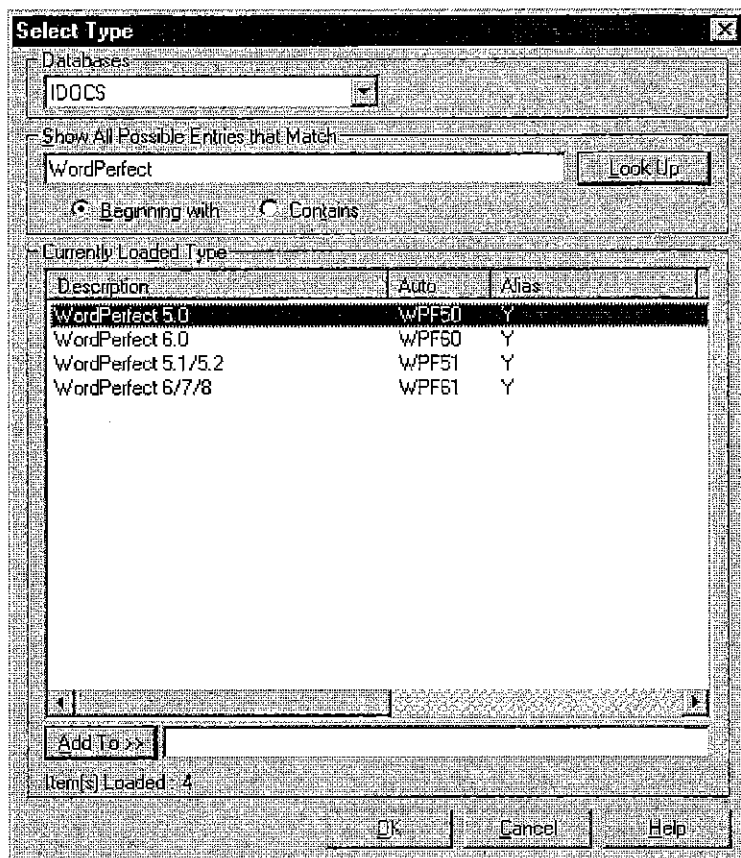 Select Type
Databases
IDOCS
Show All Possible Entries that Match
WordPerfect Look Up
Beginning with Contains
Currently Loaded Type
Description Auto Alias
WordPerfect 5.0 WPF50 Y
WordPerfect 6.0 WPF60 Y
WordPerfect 5.1/5.2 WPF51 Y
WordPerfect 6/7/8 WPF61 Y
Add To >>
Item(s) Loaded : 4
OK Cancel Help